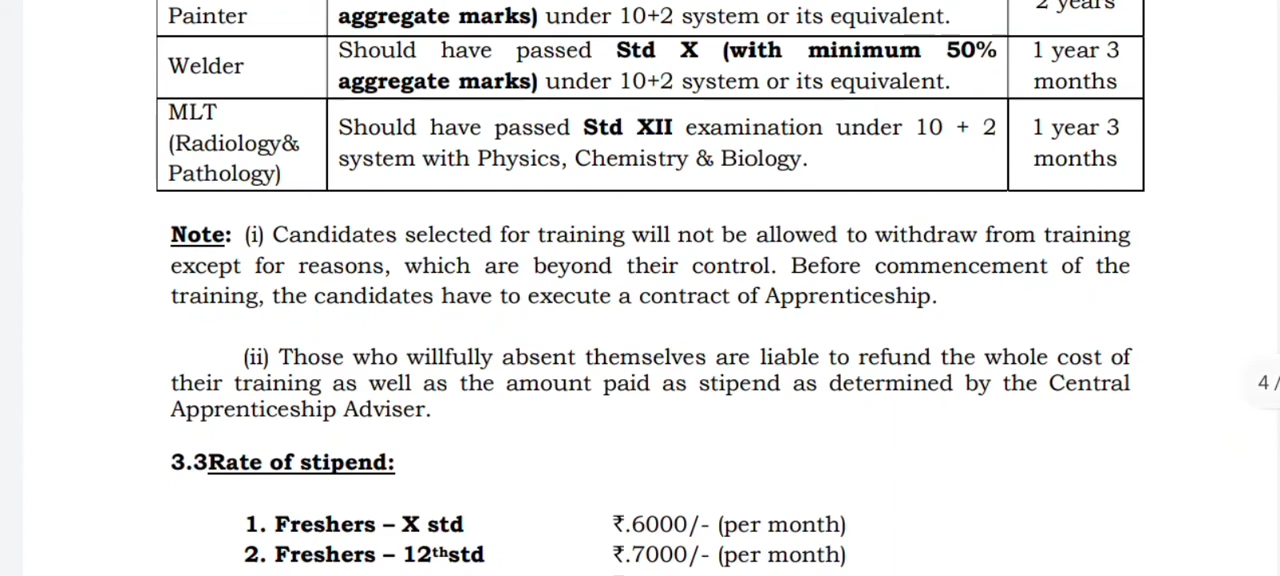 Painter
aggregate marks) under 10+2 system or its equivalent.
2 years
Welder
Should have passed Std X (with minimum 50%
aggregate marks) under 10+2 system or its equivalent.
1 year 3
months
MLT
(Radiology&
Pathology)
Should have passed Std XII examination under 10 + 2
system with Physics, Chemistry & Biology.
1 year 3
months
Note: (i) Candidates selected for training will not be allowed to withdraw from training
except for reasons, which are beyond their control. Before commencement of the
training, the candidates have to execute a contract of Apprenticeship.
(ii) Those who willfully absent themselves are liable to refund the whole cost of
their training as well as the amount paid as stipend as determined by the Central
Apprenticeship Adviser.
4 /
3.3Rate of stipend:
1. Freshers – X std ₹.6000/- (per month)
2. Freshers – 12thstd ₹.7000/- (per month)